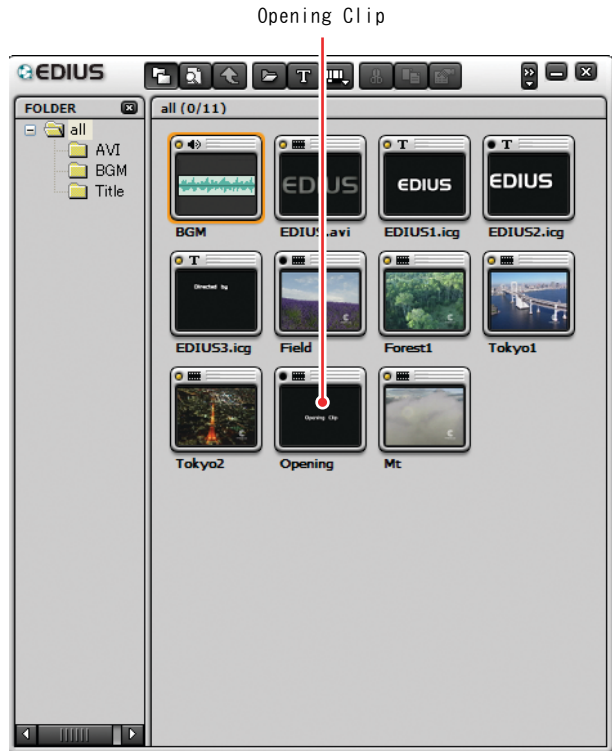 Opening Clip
EDIUS
T
FOLDER
all (0/11)
all
AVI
BGM
Title
T
T
EDIUS
EDIUS
EDIUS
BGM
EDIUS.avi
EDIUS1.icg
EDIUS2.icg
T
Directed by
EDIUS3.icg
Field
Forest1
Tokyo1
Opening Clip
Tokyo2
Opening
Mt